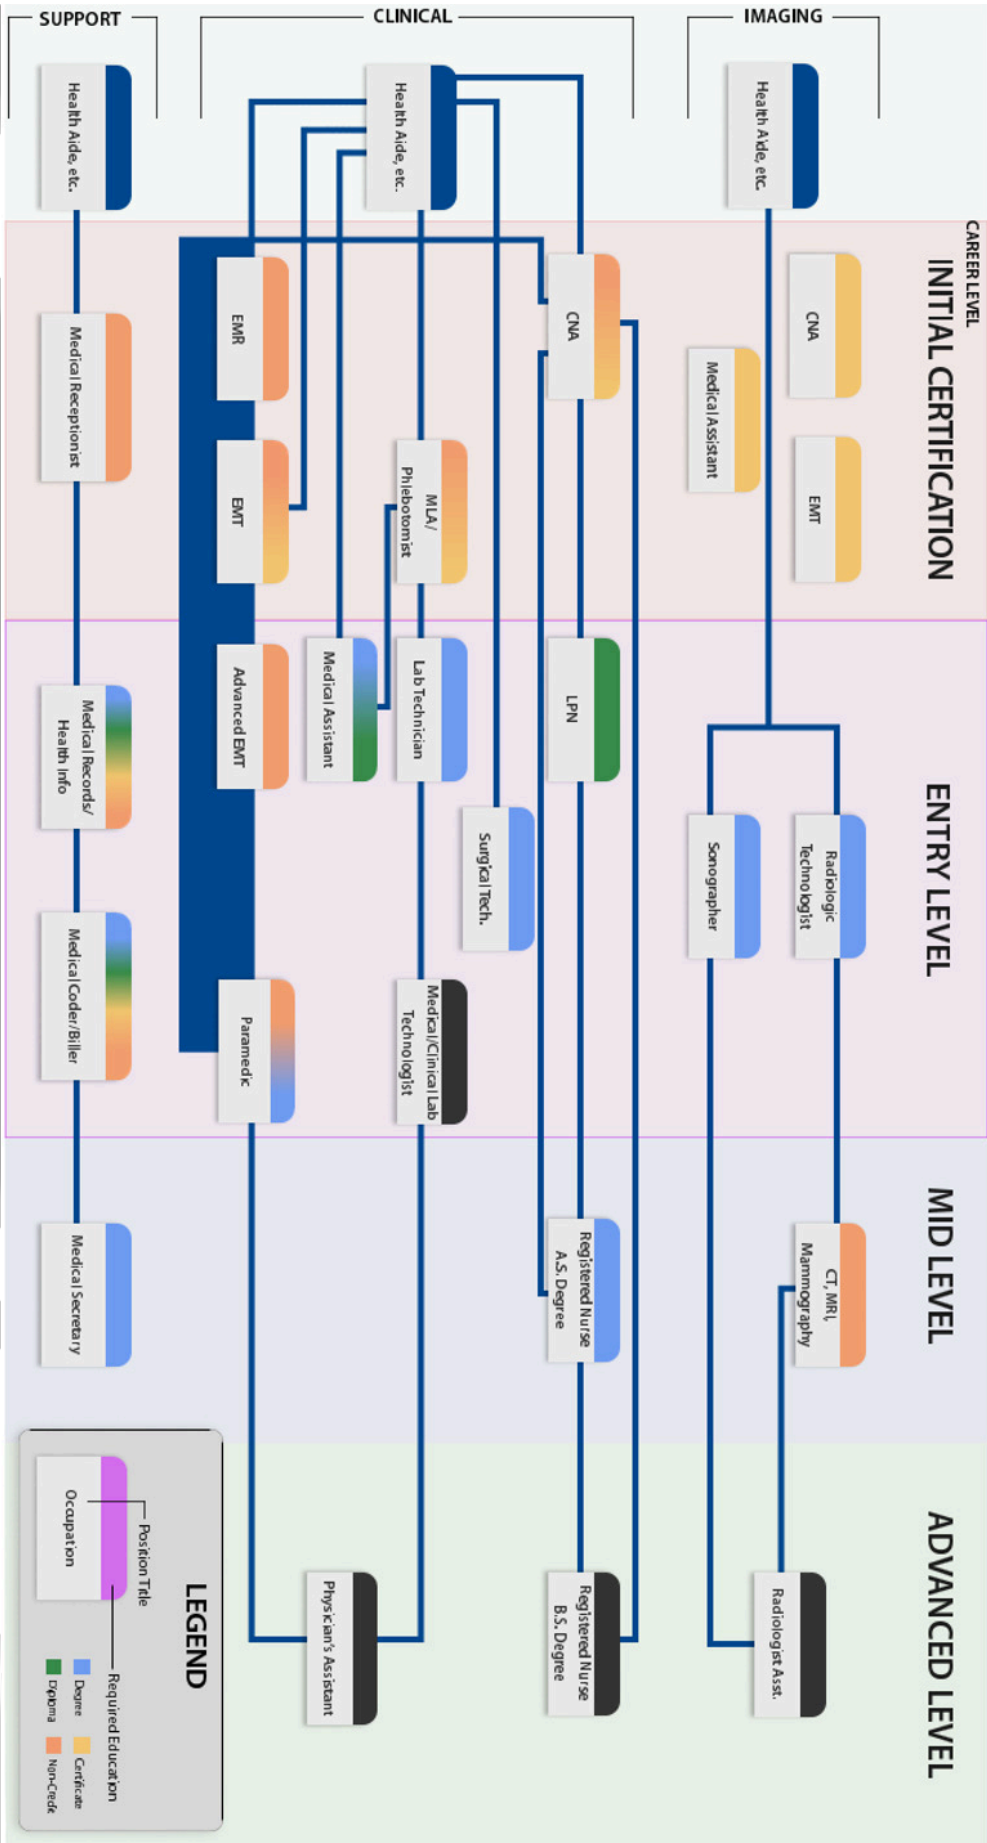 SUPPORT
CLINICAL
IMAGING
CAREER LEVEL
INITIAL CERTIFICATION
ENTRY LEVEL
MID LEVEL
ADVANCED LEVEL
Health Aide, etc.
CNA
EMT
Medical Assistant
Radiologic
Technologist
Sonographer
CT, MRI,
Mammography
Radiologist Asst.
Health Aide, etc.
CNA
LPN
Registered Nurse
A.S. Degree
Registered Nurse
B.S. Degree
Surgical Tech.
MLA/
Phlebotomist
Lab Technician
Medical/Clinical Lab
Technologist
Medical Assistant
Physician's Assistant
EMR
EMT
Advanced EMT
Paramedic
Health Aide, etc.
Medical Receptionist
Medical Records/
Health Info
Medical Coder/Biller
Medical Secretary
LEGEND
Position Title
Occupation
Required Education
Degree
Certificate
Diploma
Non-Credit